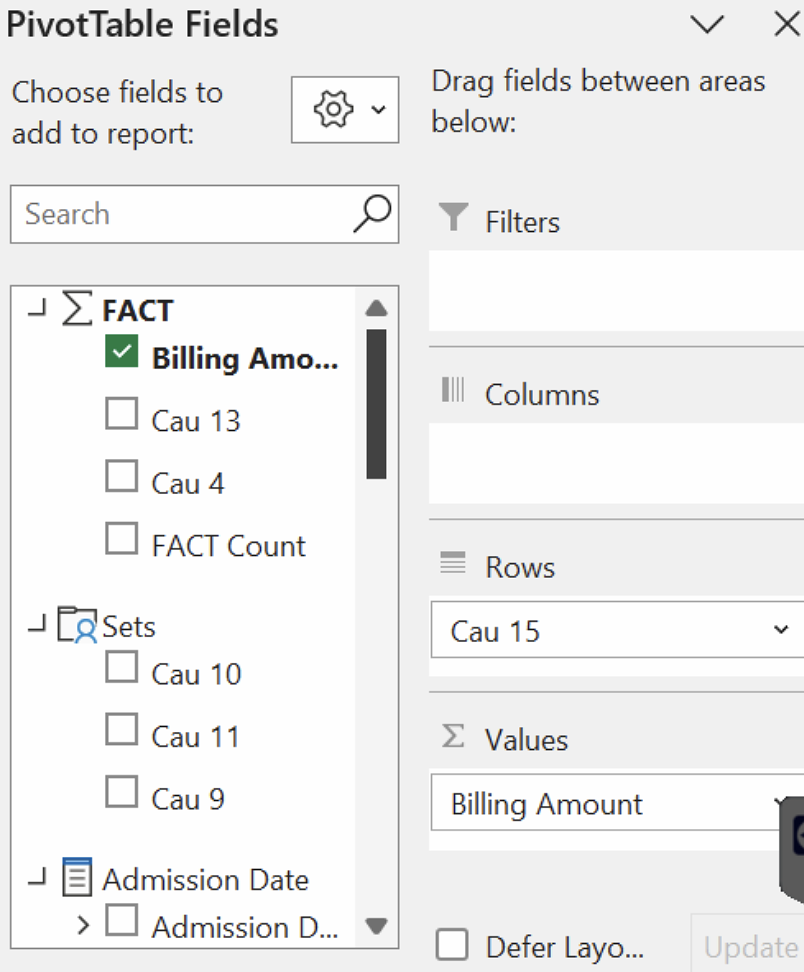 PivotTable Fields
Choose fields to
add to report:
Search
FACT
Billing Amo...
Cau 13
Cau 4
FACT Count
Sets
Cau 10
Cau 11
Cau 9
Admission Date
Admission D...
Drag fields between areas
below:
Filters
Columns
Rows
Cau 15
Values
Billing Amount
Defer Layo...
Update